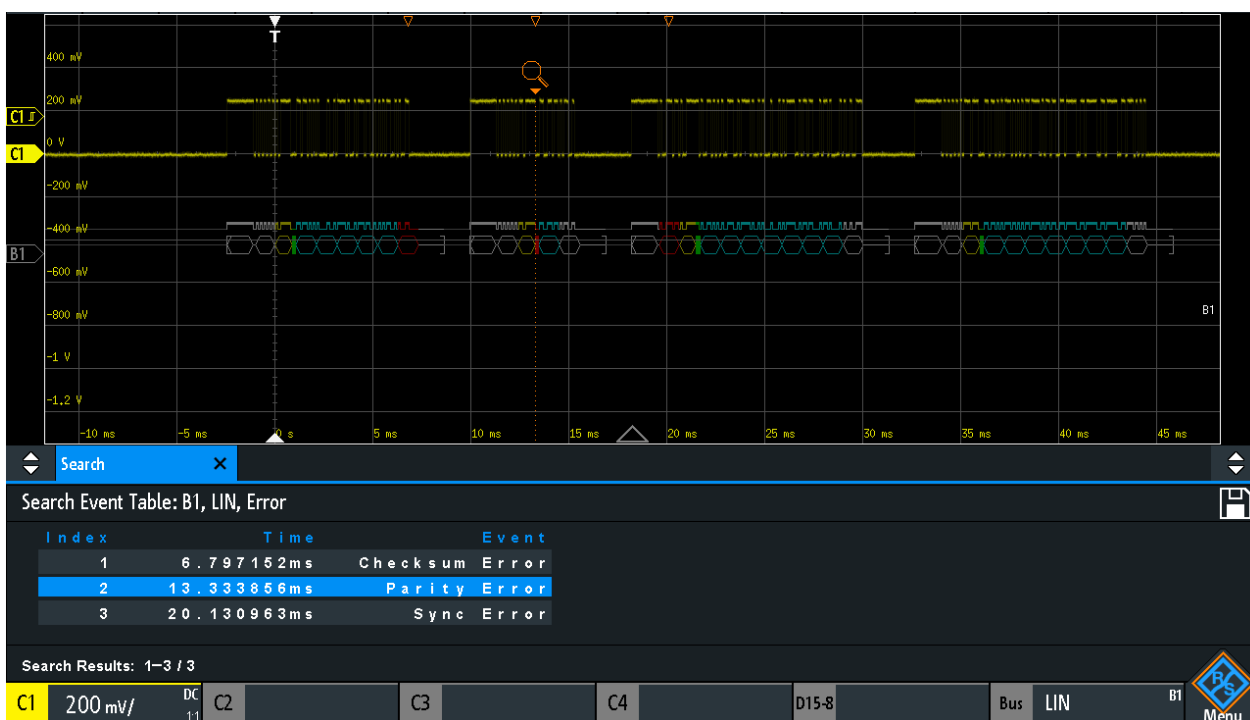 T
400 mV
200 mV
C1
0 V
C1
-200 mV
-400 mV
B1
-600 mV
-800 mV
B1
-1 V
-1.2 V
-10 ms -5 ms 0 s 5 ms 10 ms 15 ms 20 ms 25 ms 30 ms 35 ms 40 ms 45 ms
Search ×
Search Event Table: B1, LIN, Error
Index Time Event
1 6.797152ms Checksum Error
2 13.333856ms Parity Error
3 20.130963ms Sync Error
Search Results: 1-3 / 3
C1 200 mV/ DC 1:1 C2 C3 C4 D15-8 Bus LIN B1
R&S
Menu